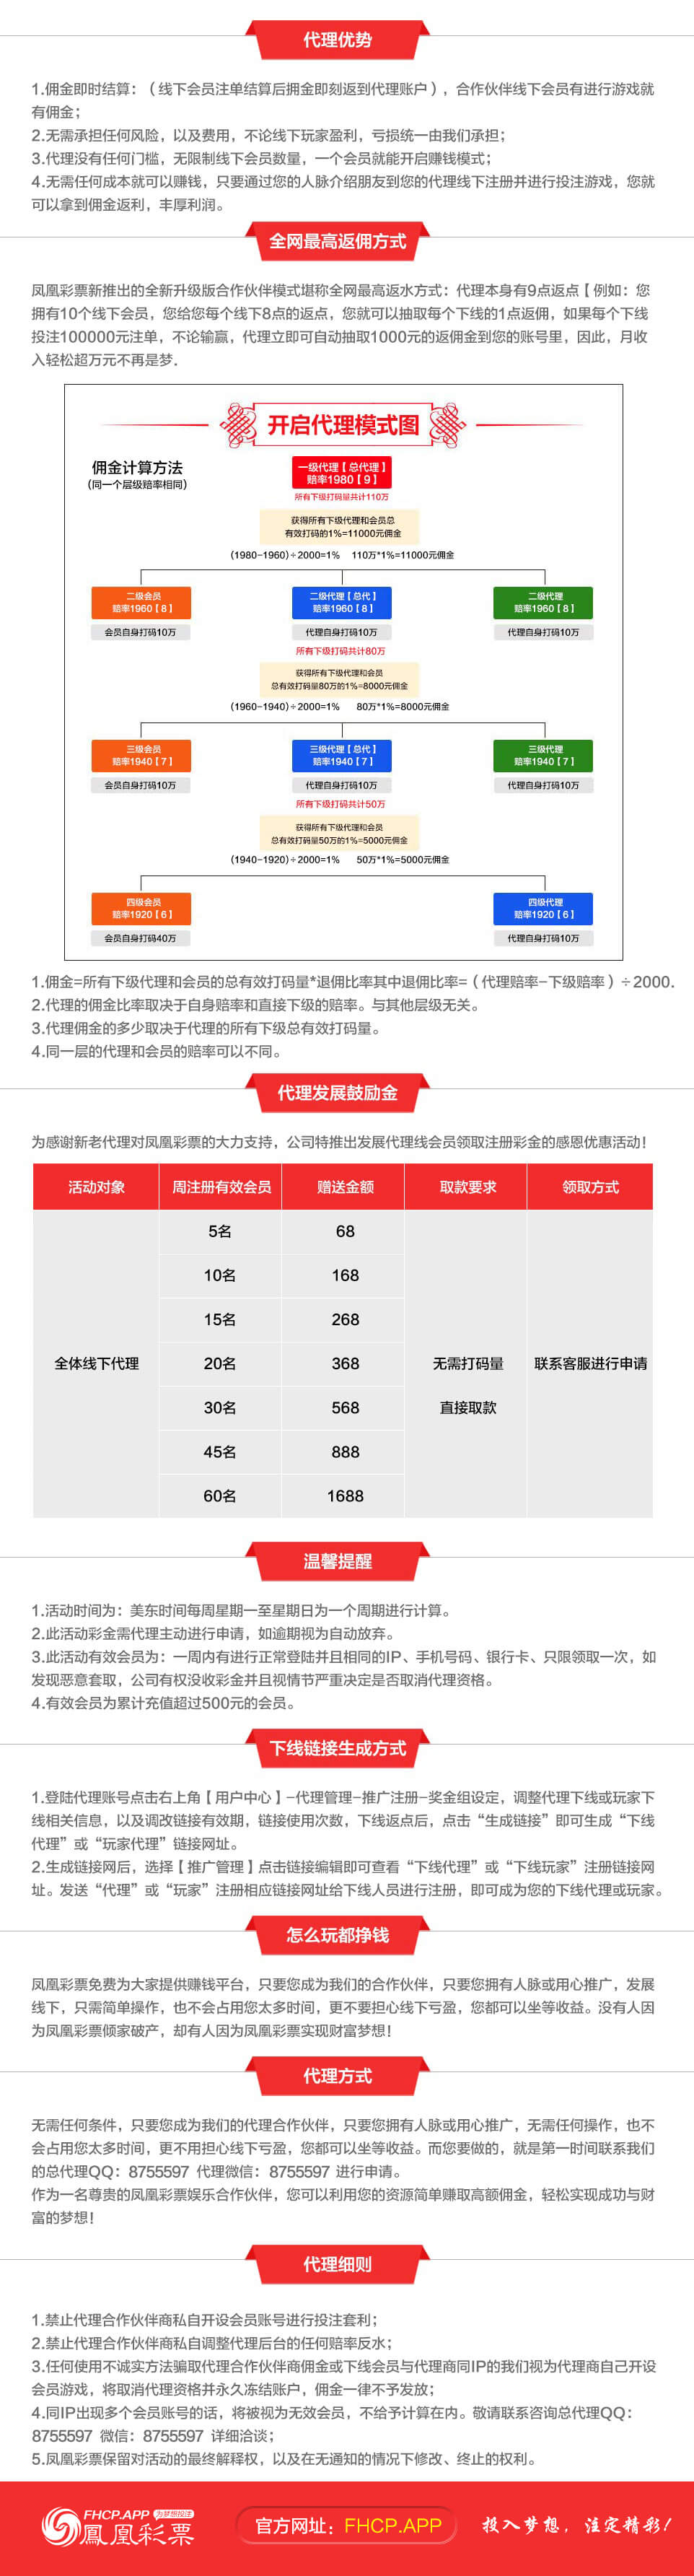 代理优势
1.佣金即时结算：（线下会员注单结算后拥金即刻返到代理账户），合作伙伴线下会员有进行游戏就
有佣金；
2.无需承担任何风险，以及费用，不论线下玩家盈利，亏损统一由我们承担；
3.代理没有任何门槛，无限制线下会员数量，一个会员就能开启赚钱模式；
4.无需任何成本就可以赚钱，只要通过您的人脉介绍朋友到您的代理线下注册并进行投注游戏，您就
可以拿到佣金返利，丰厚利润。
全网最高返佣方式
凤凰彩票新推出的全新升级版合作伙伴模式堪称全网最高返水方式：代理本身有9点返点【例如：您
拥有10个线下会员，您给您每个线下8点的返点，您就可以抽取每个下线的1点返佣，如果每个下线
投注100000元注单，不论输赢，代理立即可自动抽取1000元的返佣金到您的账号里，因此，月收
入轻松超万元不再是梦.
开启代理模式图
佣金计算方法
(同一个层级赔率相同)
一级代理【总代理】
赔率1980【9】
所有下级打码量共计110万
获得所有下级代理和会员总
有效打码的1%=11000元佣金
(1980-1960)÷2000=1% 110万*1%=11000元佣金
二级会员
赔率1960【8】
二级代理【总代】
赔率1960【8】
二级代理
赔率1960【8】
会员自身打码10万
代理自身打码10万
代理自身打码10万
所有下级打码共计80万
获得所有下级代理和会员
总有效打码量80万的1%=8000元佣金
(1960-1940)÷2000=1% 80万*1%=8000元佣金
三级会员
赔率1940【7】
三级代理【总代】
赔率1940【7】
三级代理
赔率1940【7】
会员自身打码10万
代理自身打码10万
代理自身打码10万
所有下级打码共计50万
获得所有下级代理和会员
总有效打码量50万的1%=5000元佣金
(1940-1920)÷2000=1% 50万*1%=5000元佣金
四级会员
赔率1920【6】
四级代理
赔率1920【6】
会员自身打码40万
代理自身打码10万
1.佣金=所有下级代理和会员的总有效打码量*退佣比率其中退佣比率=（代理赔率-下级赔率）÷2000.
2.代理的佣金比率取决于自身赔率和直接下级的赔率。与其他层级无关。
3.代理佣金的多少取决于代理的所有下级总有效打码量。
4.同一层的代理和会员的赔率可以不同。
代理发展鼓励金
为感谢新老代理对凤凰彩票的大力支持，公司特推出发展代理线会员领取注册彩金的感恩优惠活动！
活动对象 周注册有效会员 赠送金额 取款要求 领取方式
5名 68
10名 168
15名 268
全体线下代理 20名 368 无需打码量 联系客服进行申请
30名 568 直接取款
45名 888
60名 1688
温馨提醒
1.活动时间为：美东时间每周星期一至星期日为一个周期进行计算。
2.此活动彩金需代理主动进行申请，如逾期视为自动放弃。
3.此活动有效会员为：一周内有进行正常登陆并且相同的IP、手机号码、银行卡、只限领取一次，如
发现恶意套取，公司有权没收彩金并且视情节严重决定是否取消代理资格。
4.有效会员为累计充值超过500元的会员。
下线链接生成方式
1.登陆代理账号点击右上角【用户中心】-代理管理-推广注册-奖金组设定，调整代理下线或玩家下
线相关信息，以及调改链接有效期，链接使用次数，下线返点后，点击“生成链接”即可生成“下线
代理”或“玩家代理”链接网址。
2.生成链接网后，选择【推广管理】点击链接编辑即可查看“下线代理”或“下线玩家”注册链接网
址。发送“代理”或“玩家”注册相应链接网址给下线人员进行注册，即可成为您的下线代理或玩家。
怎么玩都挣钱
凤凰彩票免费为大家提供赚钱平台，只要您成为我们的合作伙伴，只要您拥有人脉或用心推广，发展
线下，只需简单操作，也不会占用您太多时间，更不要担心线下亏盈，您都可以坐等收益。没有人因
为凤凰彩票倾家破产，却有人因为凤凰彩票实现财富梦想！
代理方式
无需任何条件，只要您成为我们的代理合作伙伴，只要您拥有人脉或用心推广，无需任何操作，也不
会占用您太多时间，更不用担心线下亏盈，您都可以坐等收益。而您要做的，就是第一时间联系我们
的总代理QQ：8755597 代理微信：8755597 进行申请。
作为一名尊贵的凤凰彩票娱乐合作伙伴，您可以利用您的资源简单赚取高额佣金，轻松实现成功与财
富的梦想！
代理细则
1.禁止代理合作伙伴商私自开设会员账号进行投注套利；
2.禁止代理合作伙伴商私自调整代理后台的任何赔率反水；
3.任何使用不诚实方法骗取代理合作伙伴商佣金或下线会员与代理商同IP的我们视为代理商自己开设
会员游戏，将取消代理资格并永久冻结账户，佣金一律不予发放；
4.同IP出现多个会员账号的话，将被视为无效会员，不给予计算在内。敬请联系咨询总代理QQ：
8755597 微信：8755597 详细洽谈；
5.凤凰彩票保留对活动的最终解释权，以及在无通知的情况下修改、终止的权利。
FHCP.APP 为梦想投注
鳳凰彩票
官方网址：FHCP.APP
投入梦想，注定精彩！